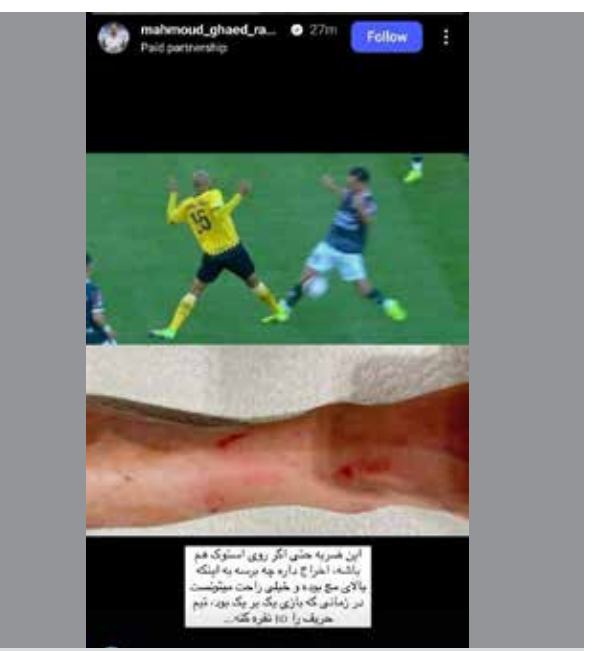 mahmoud_ghaed_ra... 27m
Follow
Paid partnership
15
این ضربه حتی اگر روی استوک هم
باشه، اخراج داره چه برسه به اینکه
بالای مچ بوده و خیلی راحت میتونست
در زمانی که بازی یک بر یک بود، تیم
حریف را 10 نفره کنه...